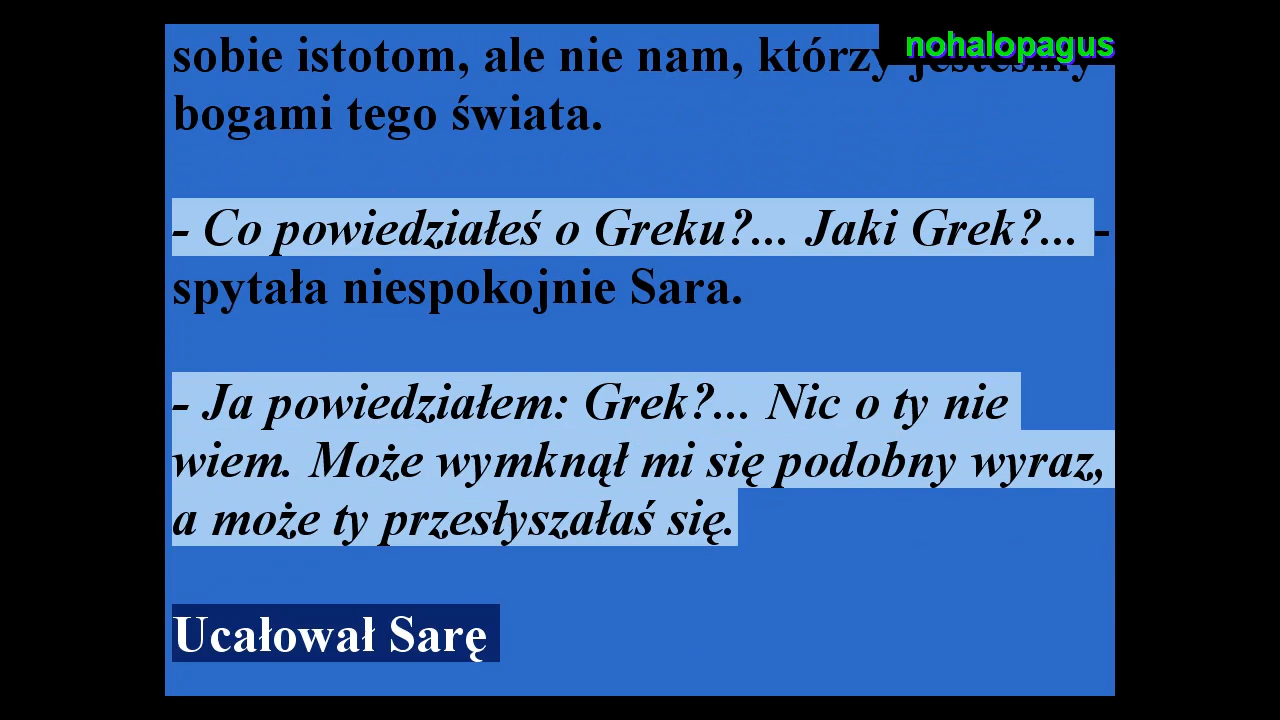 nohalopagus
sobie istotom, ale nie nam, którzy
bogami tego świata.
- Co powiedziałeś o Greku?... Jaki Grek?... -
spytała niespokojnie Sara.
- Ja powiedziałem: Grek?... Nic o ty nie
wiem. Może wymknął mi się podobny wyraz,
a może ty przesłyszałaś się.
Ucałował Sarę